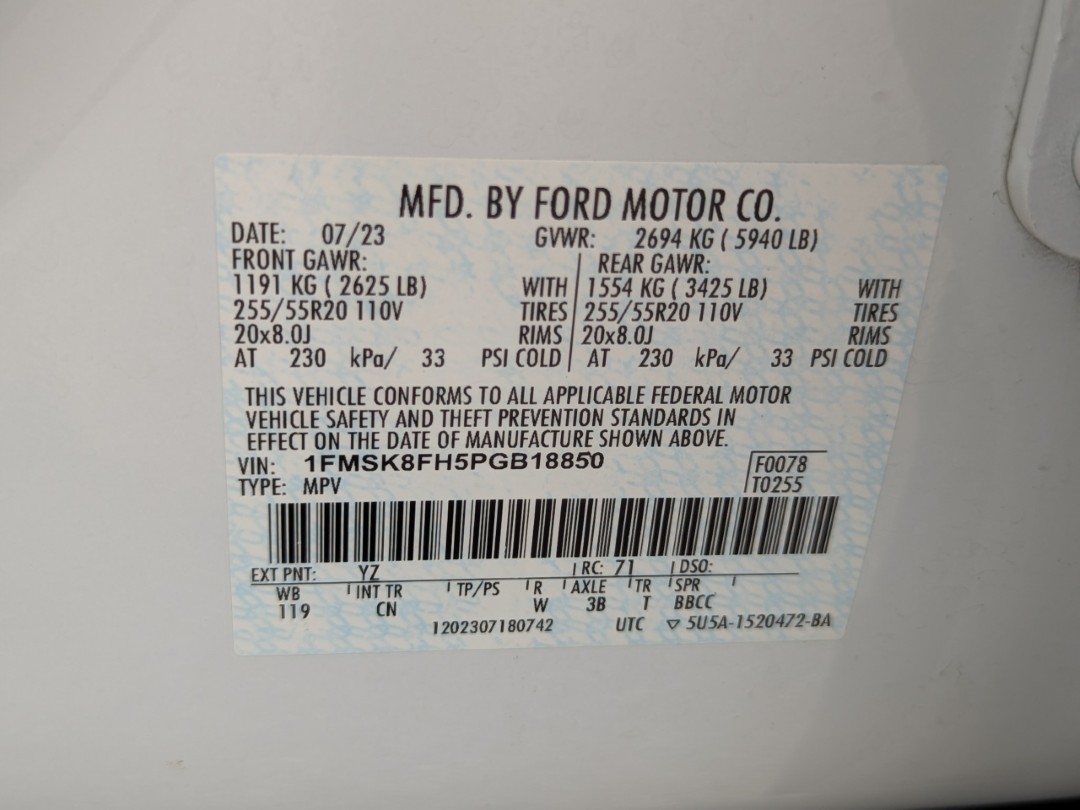 MFD. BY FORD MOTOR CO.
DATE: 07/23 GVWR: 2694 KG ( 5940 LB)
FRONT GAWR: REAR GAWR:
1191 KG ( 2625 LB) WITH 1554 KG ( 3425 LB) WITH
255/55R20 110V TIRES 255/55R20 110V TIRES
20x8.0J RIMS 20x8.0J RIMS
AT 230 kPa/ 33 PSI COLD AT 230 kPa/ 33 PSI COLD
THIS VEHICLE CONFORMS TO ALL APPLICABLE FEDERAL MOTOR
VEHICLE SAFETY AND THEFT PREVENTION STANDARDS IN
EFFECT ON THE DATE OF MANUFACTURE SHOWN ABOVE.
VIN: 1FMSK8FH5PGB18850 F0078
TYPE: MPV T0255
EXT PNT: YZ RC: 71 DSO:
WB INT TR TP/PS R AXLE TR SPR
119 CN W 3B T BBCC
1202307180742 UTC ▽ 5U5A-1520472-BA